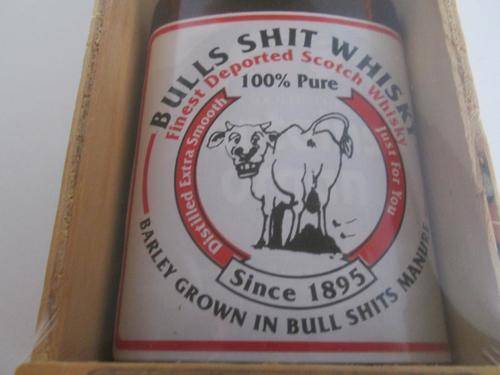 BULLS SHIT WHISKY
Finest Deported Scotch Whisky
100% Pure
Distilled Extra Smooth
Just For You
Since 1895
BARLEY GROWN IN BULL SHITS MANURE